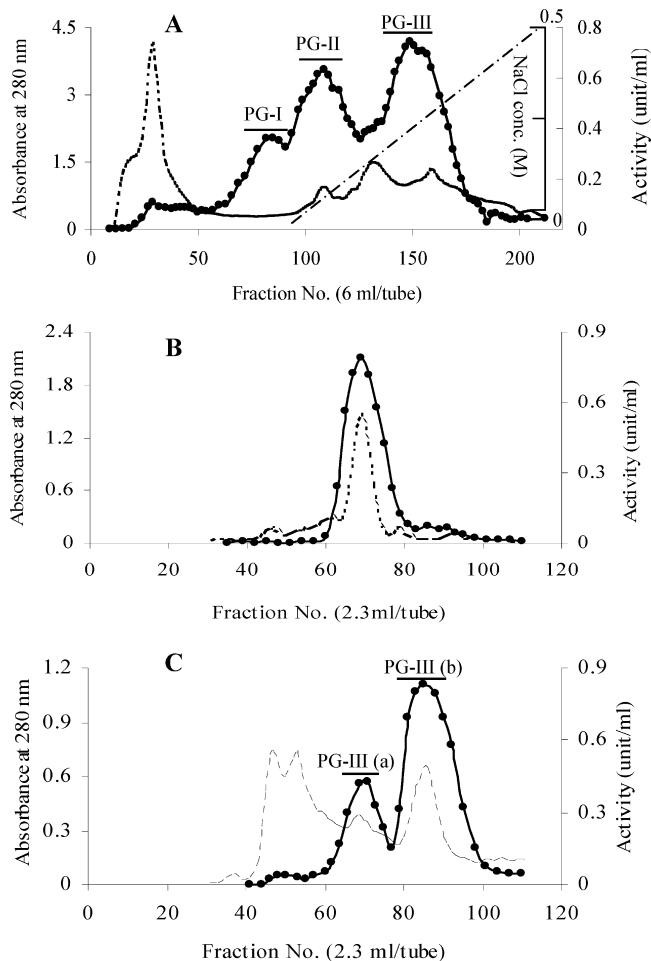 A
Absorbance at 280 nm
4.5
3
1.5
0
PG-I
PG-II
PG-III
0.5
0
NaCl conc. (M)
0.8
0.6
0.4
0.2
0
Activity (unit/ml)
0 50 100 150 200
Fraction No. (6 ml/tube)
B
Absorbance at 280 nm
2.4
1.8
1.2
0.6
0
0.9
0.6
0.3
0
Activity (unit/ml)
0 20 40 60 80 100 120
Fraction No. (2.3ml/tube)
C
Absorbance at 280 nm
1.2
0.9
0.6
0.3
0
PG-III (a)
PG-III (b)
0.9
0.6
0.3
0
Activity (unit/ml)
0 20 40 60 80 100 120
Fraction No. (2.3 ml/tube)